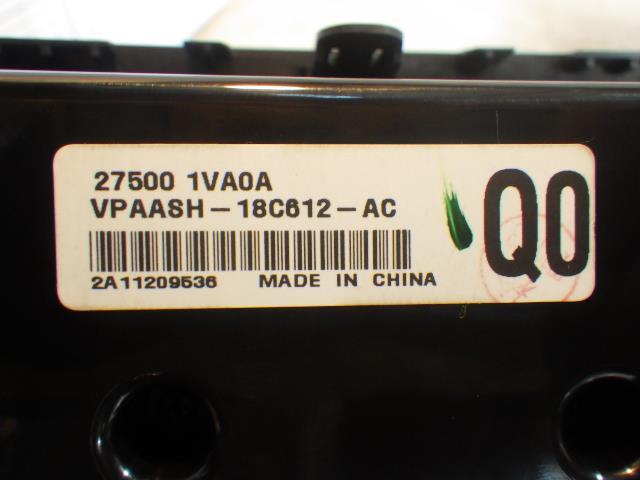 27500 1VA0A
VPAASH-18C612-AC
2A11209536 MADE IN CHINA
Q0